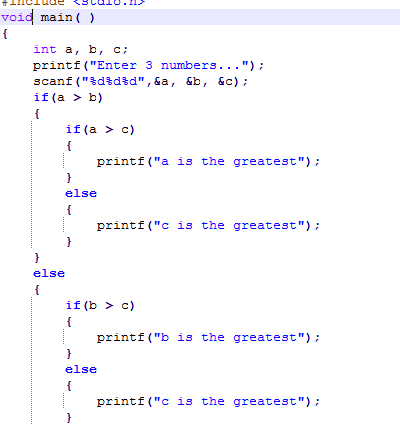 #include <stdio.h>
void main( )
{
int a, b, c;
printf("Enter 3 numbers...");
scanf("%d%d%d",&a, &b, &c);
if(a > b)
{
if(a > c)
{
printf("a is the greatest");
}
else
{
printf("c is the greatest");
}
}
else
{
if(b > c)
{
printf("b is the greatest");
}
else
{
printf("c is the greatest");
}